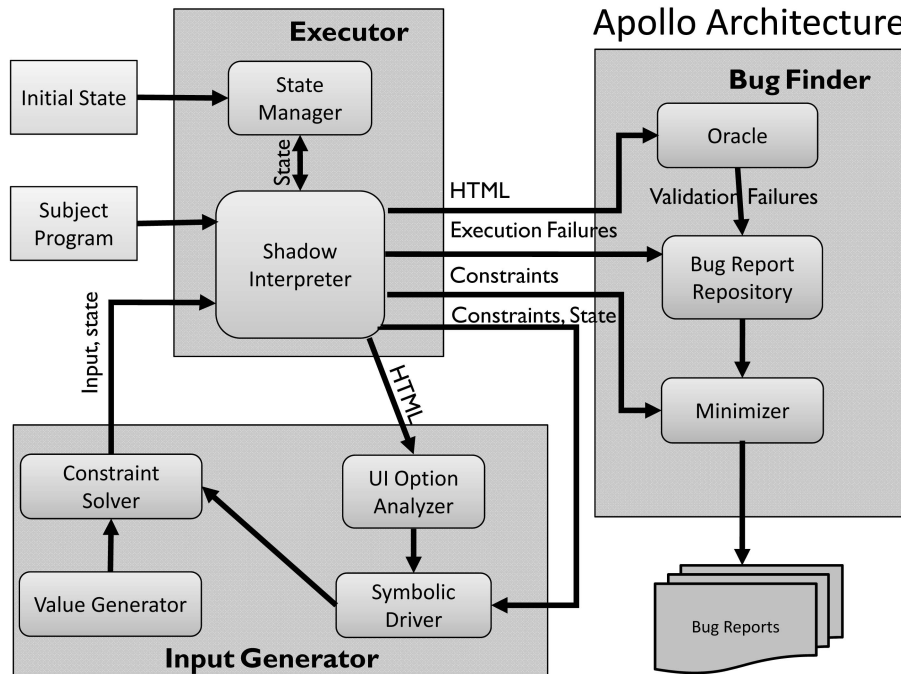 Apollo Architecture
Executor
Bug Finder
Initial State
State
Manager
Oracle
State
HTML
Validation Failures
Subject
Program
Shadow
Interpreter
Execution Failures
Bug Report
Repository
Constraints
Constraints, State
Input, state
HTML
Minimizer
Constraint
Solver
UI Option
Analyzer
Value Generator
Symbolic
Driver
Bug Reports
Input Generator